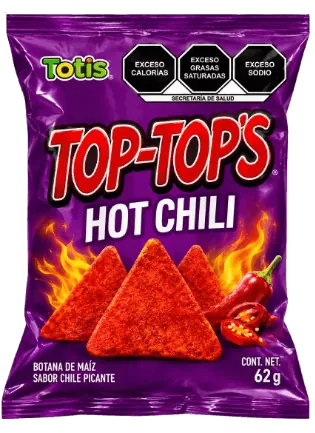 Totis
EXCESO
CALORÍAS
EXCESO
GRASAS
SATURADAS
EXCESO
SODIO
SECRETARÍA DE SALUD
TOP-TOP'S®
HOT CHILI
BOTANA DE MAÍZ
SABOR CHILE PICANTE
CONT. NET.
62 g